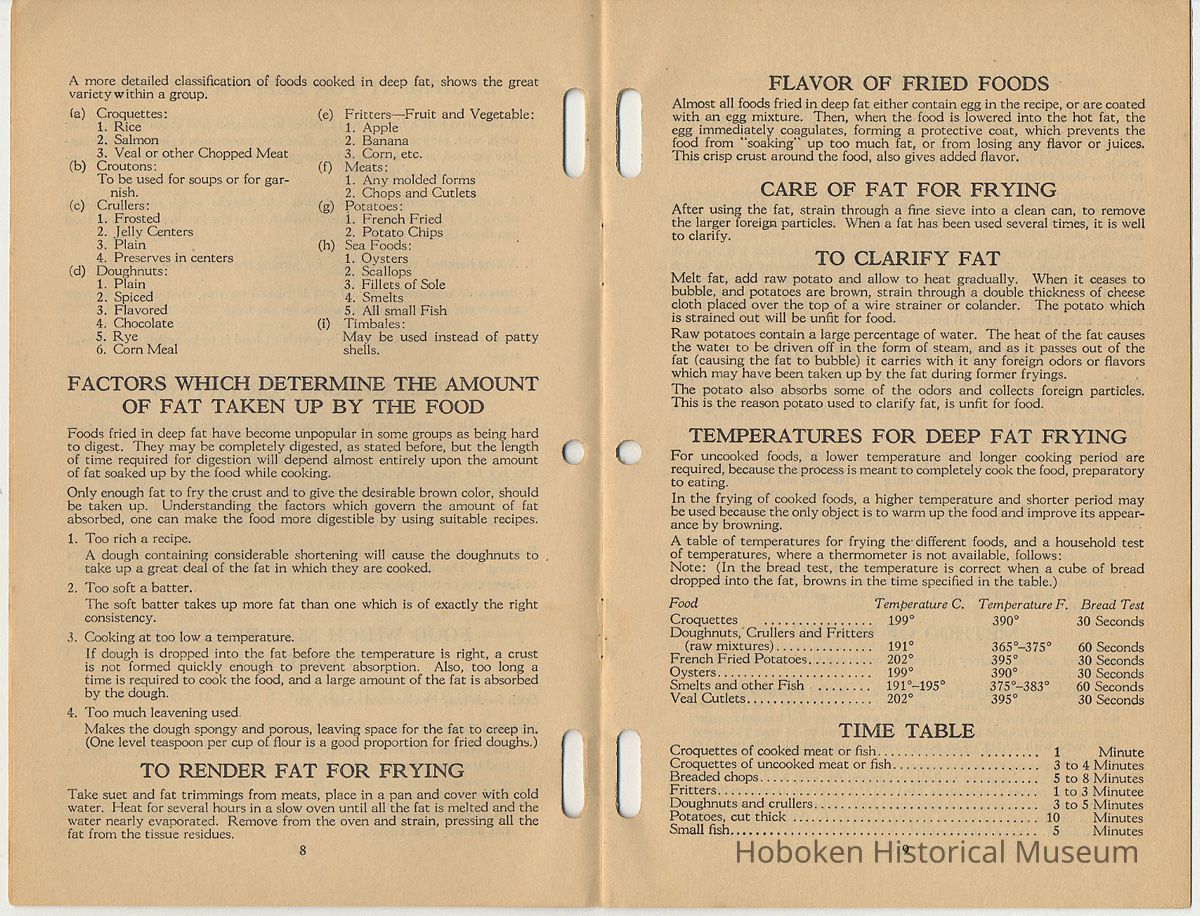 A more detailed classification of foods cooked in deep fat, shows the great
variety within a group.
(a) Croquettes:
1. Rice
2. Salmon
3. Veal or other Chopped Meat
(b) Croutons:
To be used for soups or for gar-
nish.
(c) Crullers:
1. Frosted
2. Jelly Centers
3. Plain
4. Preserves in centers
(d) Doughnuts:
1. Plain
2. Spiced
3. Flavored
4. Chocolate
5. Rye
6. Corn Meal
(e) Fritters—Fruit and Vegetable:
1. Apple
2. Banana
3. Corn, etc.
(f) Meats:
1. Any molded forms
2. Chops and Cutlets
(g) Potatoes:
1. French Fried
2. Potato Chips
(h) Sea Foods:
1. Oysters
2. Scallops
3. Fillets of Sole
4. Smelts
5. All small Fish
(i) Timbales:
May be used instead of patty
shells.
FACTORS WHICH DETERMINE THE AMOUNT
OF FAT TAKEN UP BY THE FOOD
Foods fried in deep fat have become unpopular in some groups as being hard
to digest. They may be completely digested, as stated before, but the length
of time required for digestion will depend almost entirely upon the amount
of fat soaked up by the food while cooking.
Only enough fat to fry the crust and to give the desirable brown color, should
be taken up. Understanding the factors which govern the amount of fat
absorbed, one can make the food more digestible by using suitable recipes.
1. Too rich a recipe.
A dough containing considerable shortening will cause the doughnuts to
take up a great deal of the fat in which they are cooked.
2. Too soft a batter.
The soft batter takes up more fat than one which is of exactly the right
consistency.
3. Cooking at too low a temperature.
If dough is dropped into the fat before the temperature is right, a crust
is not formed quickly enough to prevent absorption. Also, too long a
time is required to cook the food, and a large amount of the fat is absorbed
by the dough.
4. Too much leavening used.
Makes the dough spongy and porous, leaving space for the fat to creep in.
(One level teaspoon per cup of flour is a good proportion for fried doughs.)
TO RENDER FAT FOR FRYING
Take suet and fat trimmings from meats, place in a pan and cover with cold
water. Heat for several hours in a slow oven until all the fat is melted and the
water nearly evaporated. Remove from the oven and strain, pressing all the
fat from the tissue residues.
8
FLAVOR OF FRIED FOODS
Almost all foods fried in deep fat either contain egg in the recipe, or are coated
with an egg mixture. Then, when the food is lowered into the hot fat, the
egg immediately coagulates, forming a protective coat, which prevents the
food from "soaking" up too much fat, or from losing any flavor or juices.
This crisp crust around the food, also gives added flavor.
CARE OF FAT FOR FRYING
After using the fat, strain through a fine sieve into a clean can, to remove
the larger foreign particles. When a fat has been used several times, it is well
to clarify.
TO CLARIFY FAT
Melt fat, add raw potato and allow to heat gradually. When it ceases to
bubble, and potatoes are brown, strain through a double thickness of cheese
cloth placed over the top of a wire strainer or colander. The potato which
is strained out will be unfit for food.
Raw potatoes contain a large percentage of water. The heat of the fat causes
the water to be driven off in the form of steam, and as it passes out of the
fat (causing the fat to bubble) it carries with it any foreign odors or flavors
which may have been taken up by the fat during former fryings.
The potato also absorbs some of the odors and collects foreign particles.
This is the reason potato used to clarify fat, is unfit for food.
TEMPERATURES FOR DEEP FAT FRYING
For uncooked foods, a lower temperature and longer cooking period are
required, because the process is meant to completely cook the food, preparatory
to eating.
In the frying of cooked foods, a higher temperature and shorter period may
be used because the only object is to warm up the food and improve its appear-
ance by browning.
A table of temperatures for frying the different foods, and a household test
of temperatures, where a thermometer is not available, follows:
Note: (In the bread test, the temperature is correct when a cube of bread
dropped into the fat, browns in the time specified in the table.)
Food Temperature C. Temperature F. Bread Test
Croquettes ............... 199° 390° 30 Seconds
Doughnuts, Crullers and Fritters
(raw mixtures)............... 191° 365°–375° 60 Seconds
French Fried Potatoes.......... 202° 395° 30 Seconds
Oysters........................ 199° 390° 30 Seconds
Smelts and other Fish ........ 191°–195° 375°–383° 60 Seconds
Veal Cutlets................... 202° 395° 30 Seconds
TIME TABLE
Croquettes of cooked meat or fish......................... 1 Minute
Croquettes of uncooked meat or fish....................... 3 to 4 Minutes
Breaded chops............................................. 5 to 8 Minutes
Fritters.................................................. 1 to 3 Minutee
Doughnuts and crullers.................................... 3 to 5 Minutes
Potatoes, cut thick ...................................... 10 Minutes
Small fish................................................ 5 Minutes
9
Hoboken Historical Museum